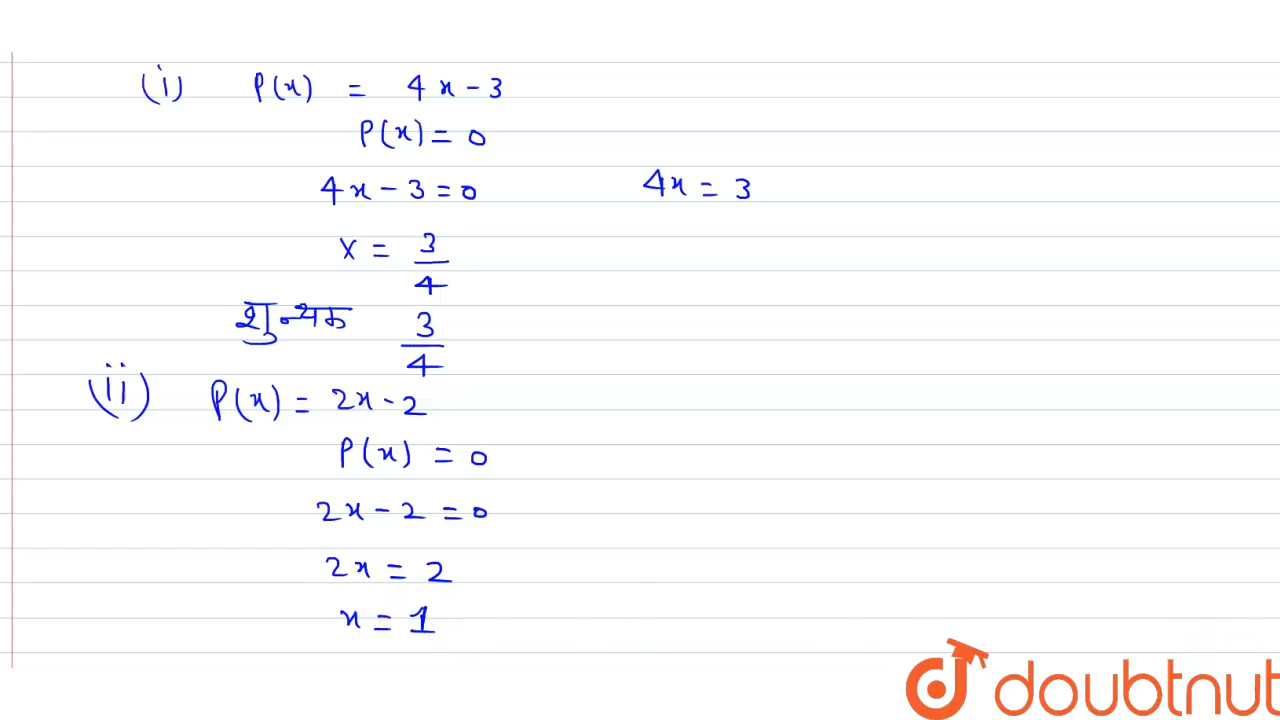 (i) P(x) = 4x - 3
P(x) = 0
4x - 3 = 0 4x = 3
x = 3/4
शुन्यक 3/4
(ii) P(x) = 2x - 2
P(x) = 0
2x - 2 = 0
2x = 2
x = 1
doubtnut